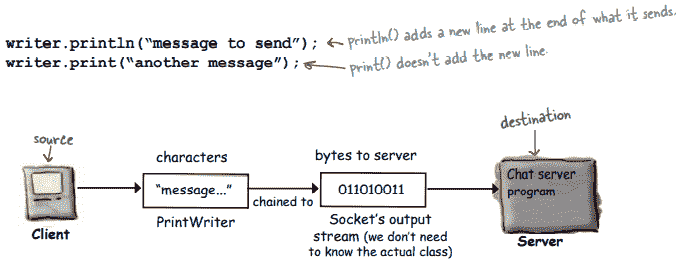 writer.println("message to send"); println() adds a new line at the end of what it sends.
writer.print("another message"); print() doesn't add the new line.
source
destination
characters
bytes to server
"message..."
chained to
011010011
Chat server
program
Client
PrintWriter
Socket's output
stream (we don't need
to know the actual class)
Server